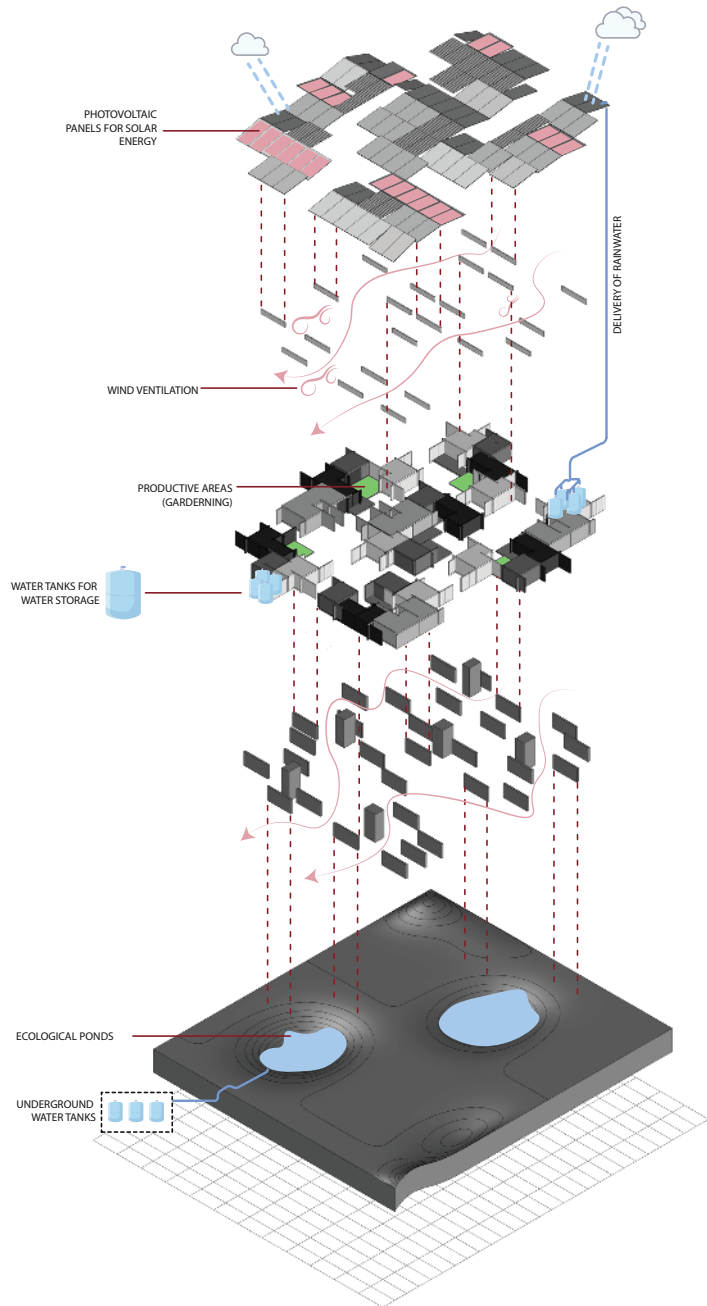 PHOTOVOLTAIC
PANELS FOR SOLAR
ENERGY
DELIVERY OF RAINWATER
WIND VENTILATION
PRODUCTIVE AREAS
(GARDERNING)
WATER TANKS FOR
WATER STORAGE
ECOLOGICAL PONDS
UNDERGROUND
WATER TANKS